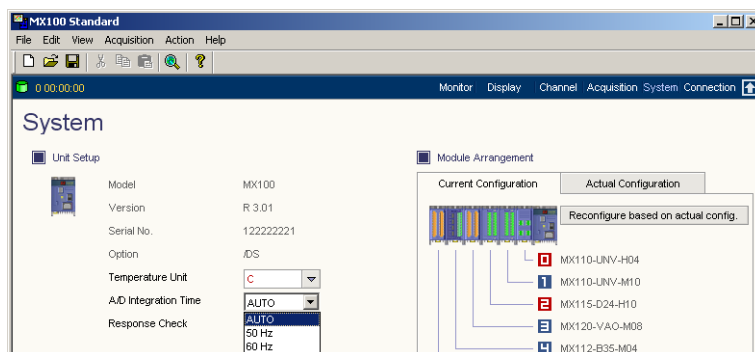 MX100 Standard
File Edit View Acquisition Action Help
0 00:00:00
Monitor Display Channel Acquisition System Connection
System
Unit Setup
Model MX100
Version R 3.01
Serial No. 122222221
Option /DS
Temperature Unit C
A/D Integration Time AUTO
Response Check AUTO
50 Hz
60 Hz
Module Arrangement
Current Configuration Actual Configuration
Reconfigure based on actual config.
0 MX110-UNV-H04
1 MX110-UNV-M10
2 MX115-D24-H10
3 MX120-VAO-M08
4 MX112-B35-M04